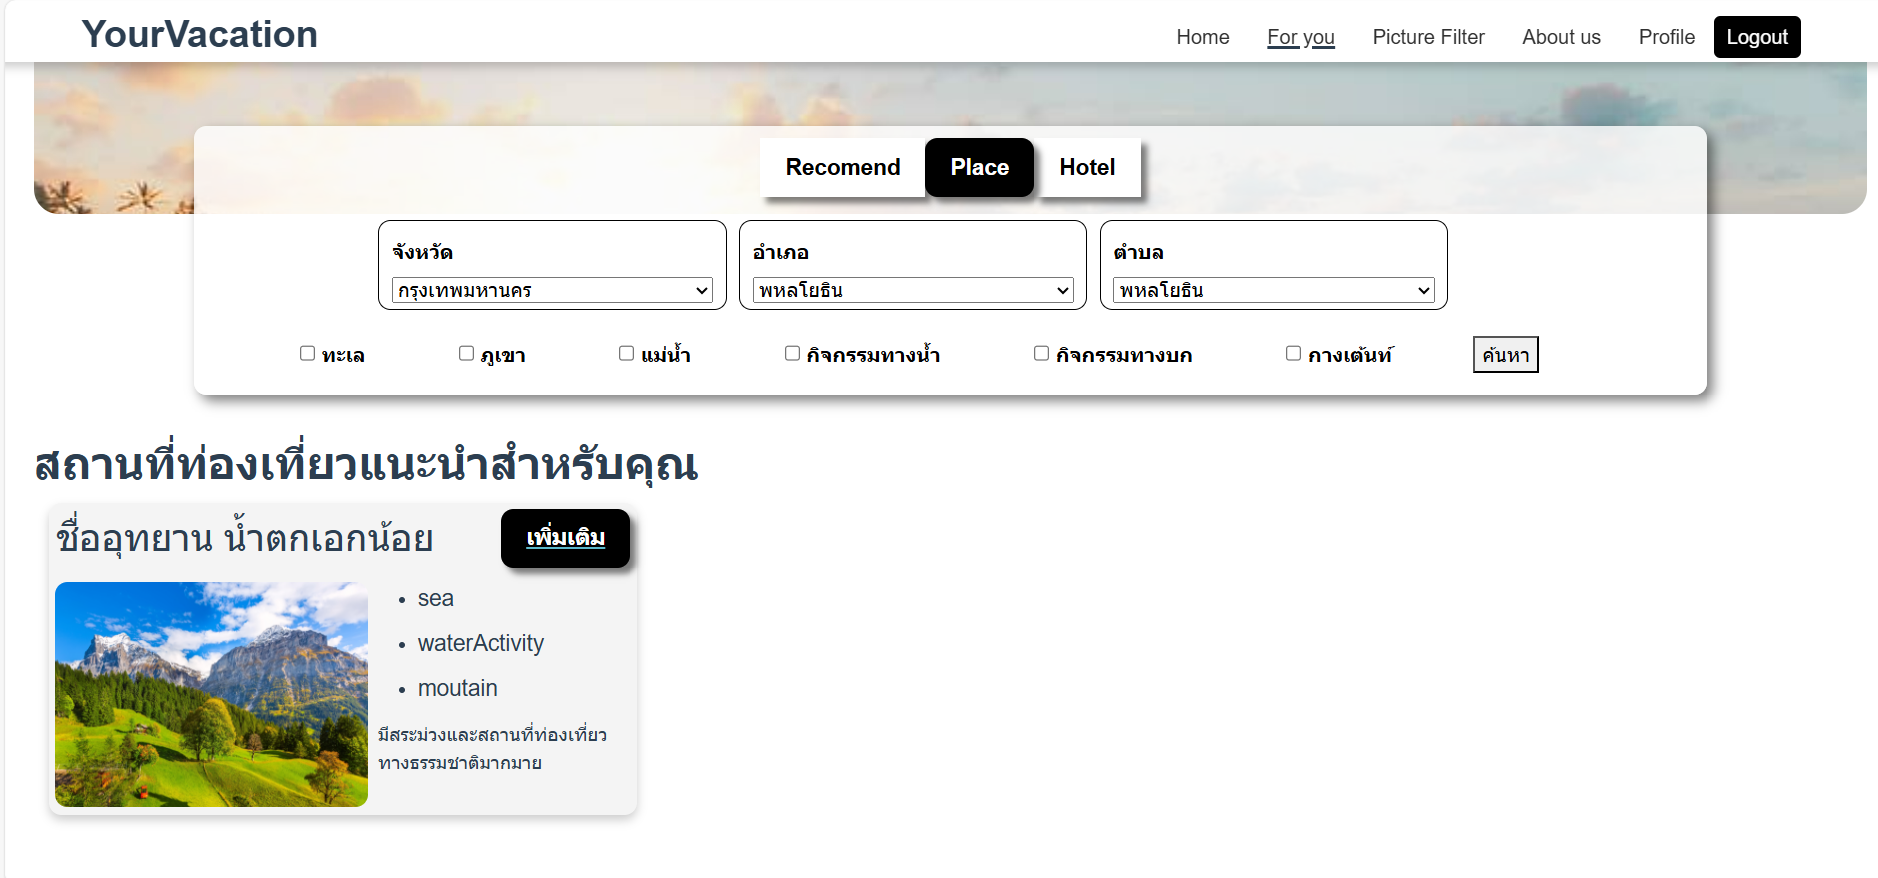 YourVacation
Home For you Picture Filter About us Profile Logout
Recomend Place Hotel
จังหวัด อำเภอ ตำบล
กรุงเทพมหานคร พหลโยธิน พหลโยธิน
ทะเล ภูเขา แม่น้ำ กิจกรรมทางน้ำ กิจกรรมทางบก กางเต้นท์ ค้นหา
สถานที่ท่องเที่ยวแนะนำสำหรับคุณ
ชื่ออุทยาน น้ำตกเอกน้อย เพิ่มเติม
sea
waterActivity
moutain
มีสระม่วงและสถานที่ท่องเที่ยว
ทางธรรมชาติมากมาย